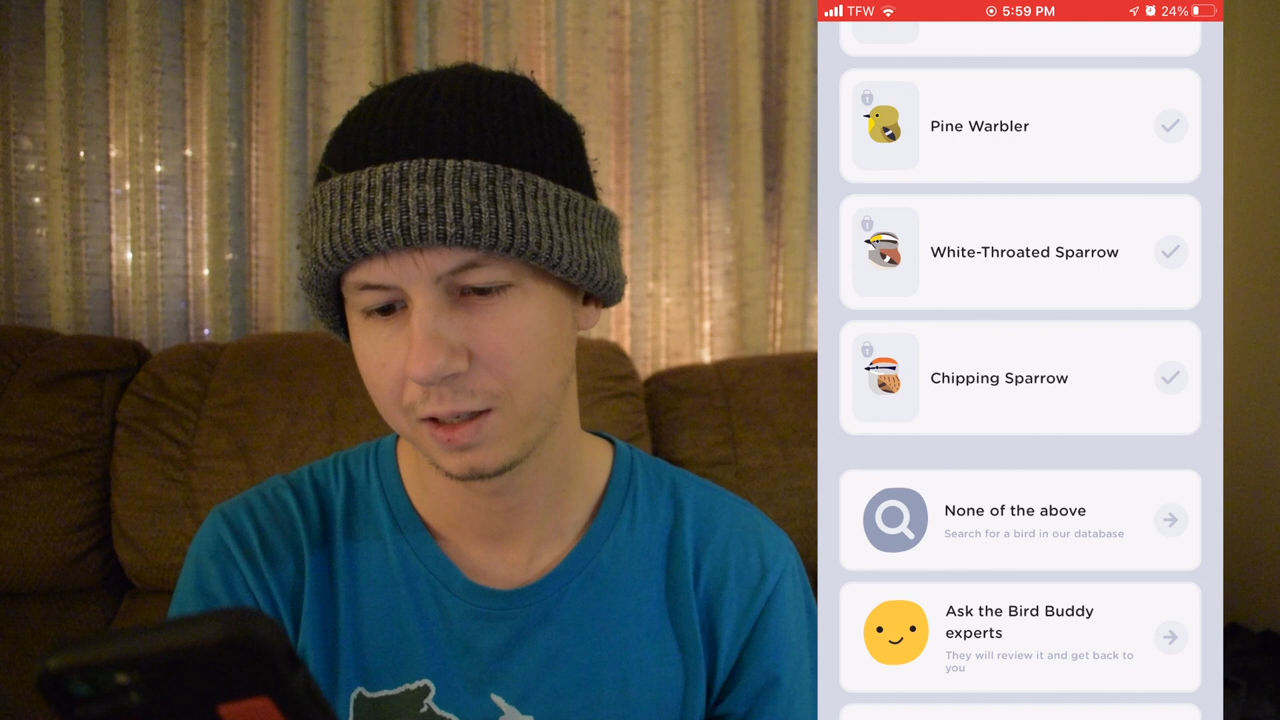 TFW 5:59 PM 24%
Pine Warbler
White-Throated Sparrow
Chipping Sparrow
None of the above
Search for a bird in our database
Ask the Bird Buddy
experts
They will review it and get back to
you